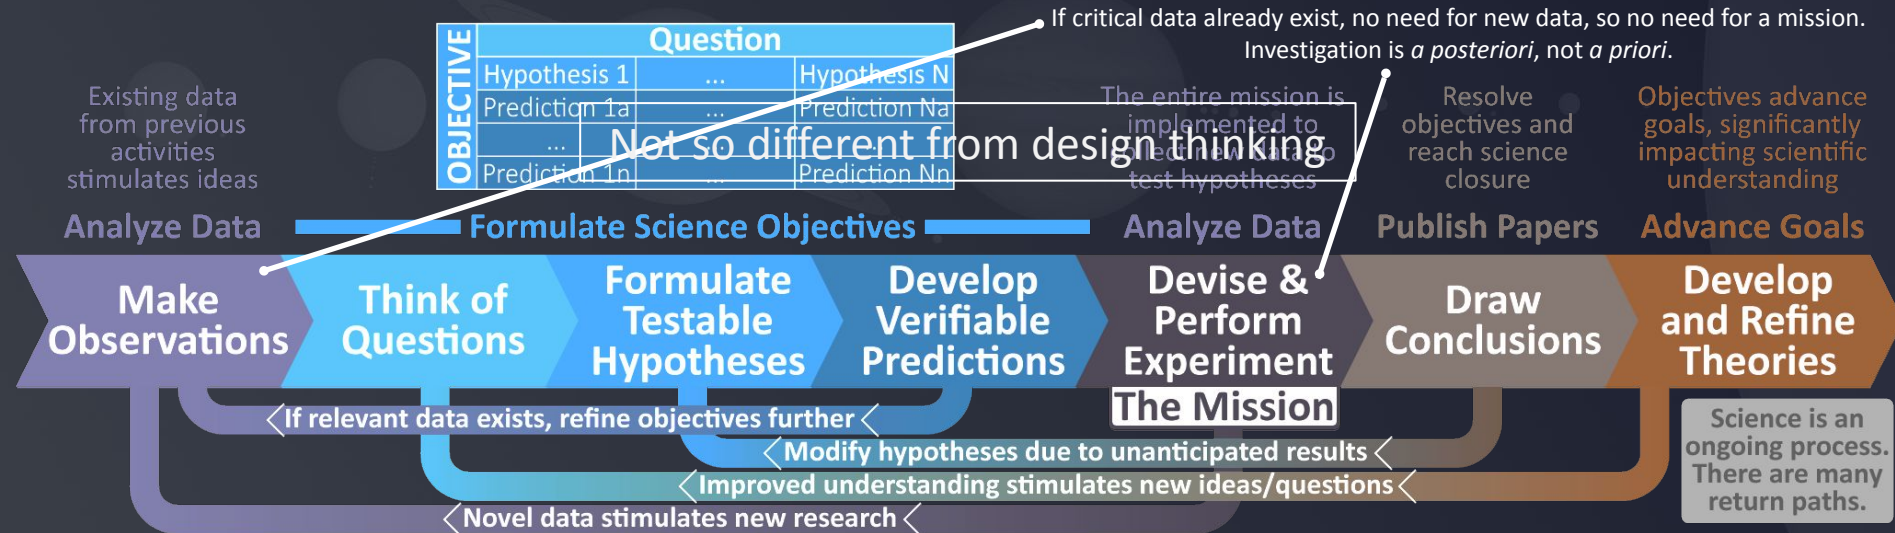 If critical data already exist, no need for new data, so no need for a mission.
Investigation is a posteriori, not a priori.
OBJECTIVE
Question
Hypothesis 1 ... Hypothesis N
Prediction 1a ... Prediction Na
... ... ...
Prediction 1n ... Prediction Nn
Not so different from design thinking
Existing data
from previous
activities
stimulates ideas
The entire mission is
implemented to
collect new data to
test hypotheses
Resolve
objectives and
reach science
closure
Objectives advance
goals, significantly
impacting scientific
understanding
Analyze Data
Formulate Science Objectives
Analyze Data
Publish Papers
Advance Goals
Make
Observations
Think of
Questions
Formulate
Testable
Hypotheses
Develop
Verifiable
Predictions
Devise &
Perform
Experiment
The Mission
Draw
Conclusions
Develop
and Refine
Theories
If relevant data exists, refine objectives further
Modify hypotheses due to unanticipated results
Improved understanding stimulates new ideas/questions
Novel data stimulates new research
Science is an
ongoing process.
There are many
return paths.